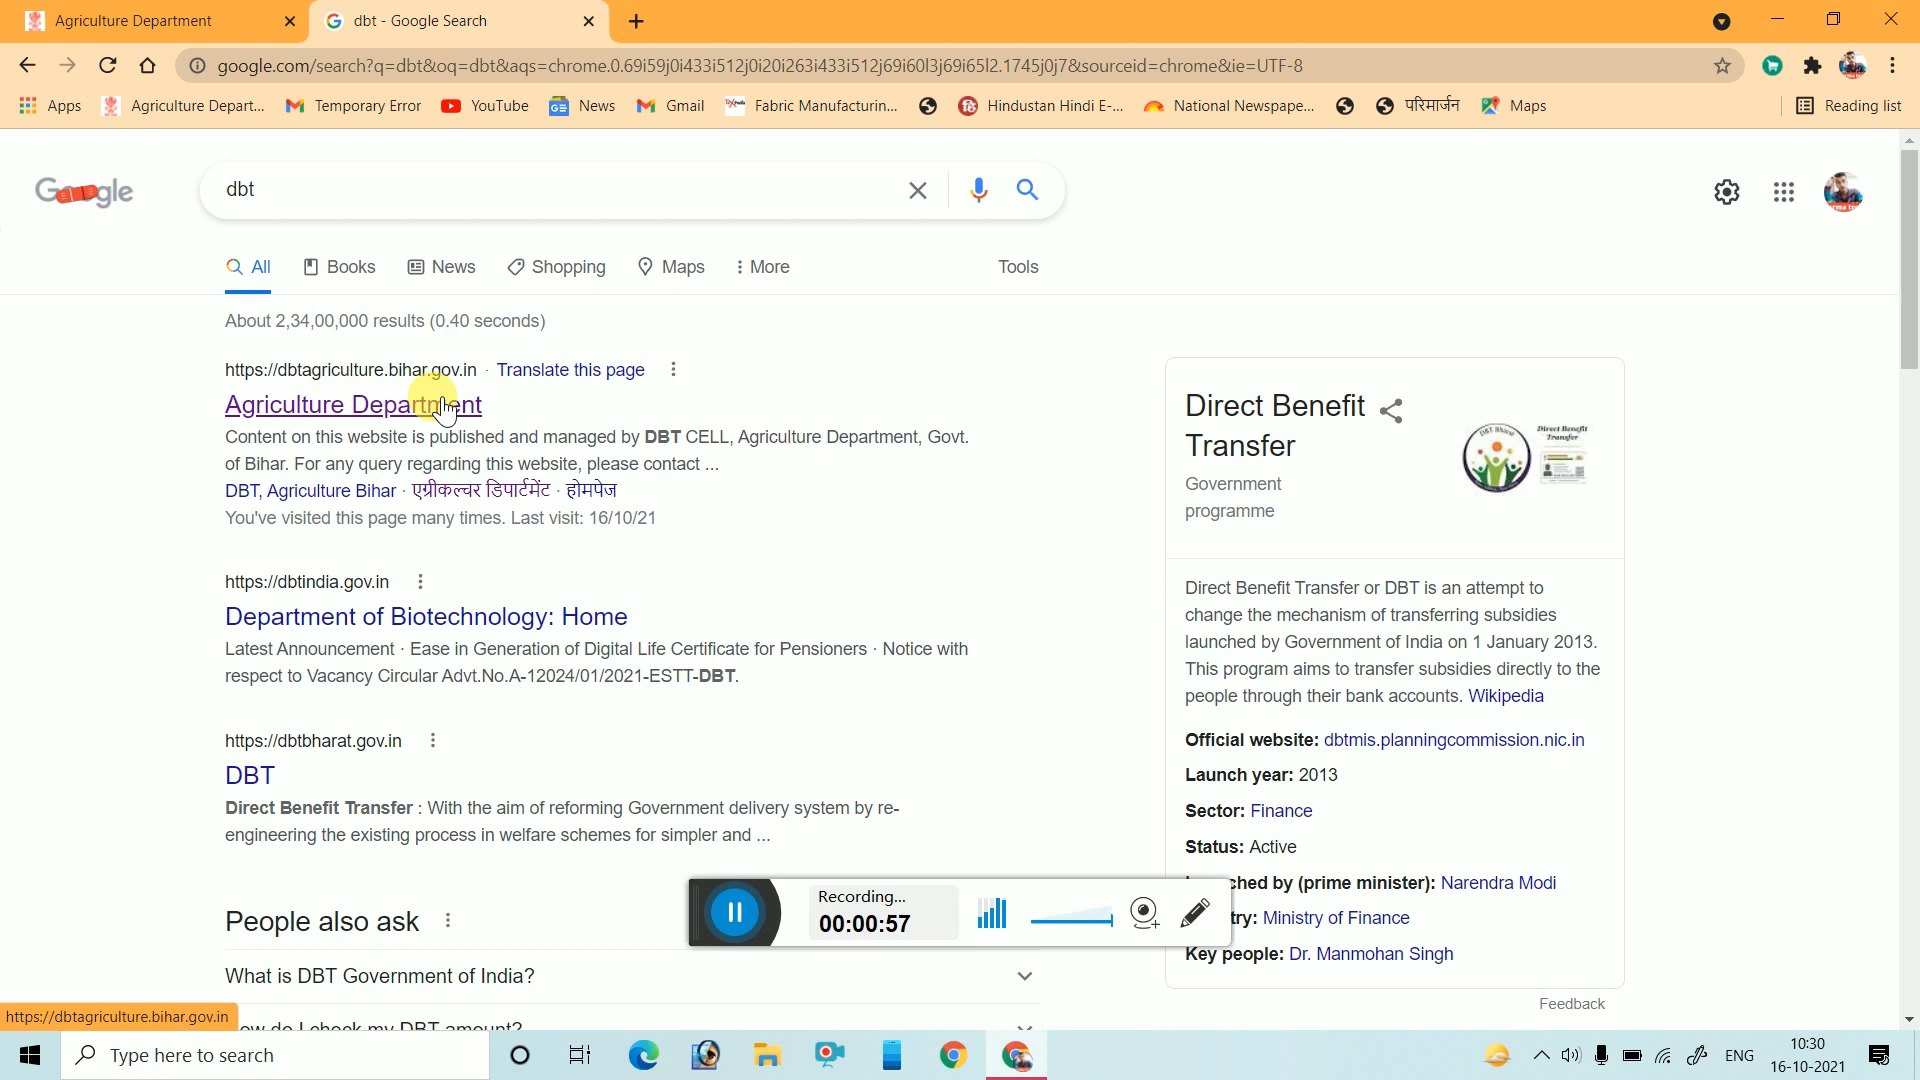 Agriculture Department
dbt - Google Search
google.com/search?q=dbt&oq=dbt&aqs=chrome.0.69i59j0i433i512j0i20i263i433i512j69i60l3j69i65l2.1745j0j7&sourceid=chrome&ie=UTF-8
Apps Agriculture Depart... Temporary Error YouTube News Gmail Fabric Manufacturin... Hindustan Hindi E-... National Newspape... परिमार्जन Maps Reading list
Google
dbt
All Books News Shopping Maps More Tools
About 2,34,00,000 results (0.40 seconds)
https://dbtagriculture.bihar.gov.in · Translate this page
Agriculture Department
Content on this website is published and managed by DBT CELL, Agriculture Department, Govt.
of Bihar. For any query regarding this website, please contact ...
DBT, Agriculture Bihar · एग्रीकल्चर डिपार्टमेंट · होमपेज
You've visited this page many times. Last visit: 16/10/21
https://dbtindia.gov.in
Department of Biotechnology: Home
Latest Announcement · Ease in Generation of Digital Life Certificate for Pensioners · Notice with
respect to Vacancy Circular Advt.No.A-12024/01/2021-ESTT-DBT.
https://dbtbharat.gov.in
DBT
Direct Benefit Transfer : With the aim of reforming Government delivery system by re-
engineering the existing process in welfare schemes for simpler and ...
People also ask
What is DBT Government of India?
How do I check my DBT amount?
Direct Benefit
Transfer
Government
programme
DBT Bharat
Direct Benefit
Transfer
Direct Benefit Transfer or DBT is an attempt to
change the mechanism of transferring subsidies
launched by Government of India on 1 January 2013.
This program aims to transfer subsidies directly to the
people through their bank accounts. Wikipedia
Official website: dbtmis.planningcommission.nic.in
Launch year: 2013
Sector: Finance
Status: Active
ched by (prime minister): Narendra Modi
try: Ministry of Finance
Key people: Dr. Manmohan Singh
Feedback
Recording...
00:00:57
https://dbtagriculture.bihar.gov.in
Type here to search
ENG
10:30
16-10-2021